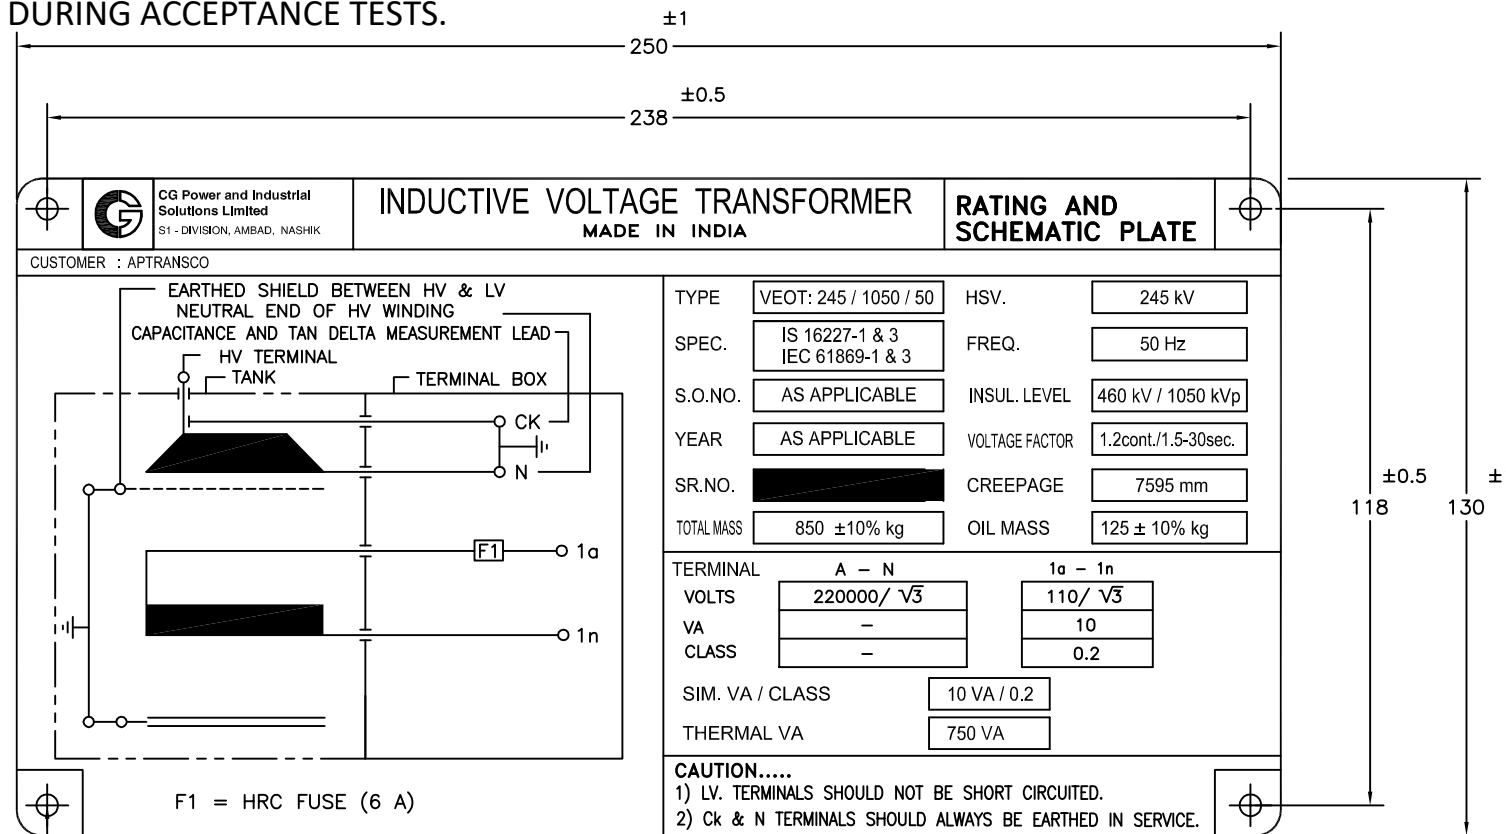 DURING ACCEPTANCE TESTS.
±1
250
±0.5
238
CG Power and Industrial
Solutions Limited
S1 - DIVISION, AMBAD, NASHIK
INDUCTIVE VOLTAGE TRANSFORMER
MADE IN INDIA
RATING AND
SCHEMATIC PLATE
CUSTOMER : APTRANSCO
EARTHED SHIELD BETWEEN HV & LV
NEUTRAL END OF HV WINDING
CAPACITANCE AND TAN DELTA MEASUREMENT LEAD
HV TERMINAL
TANK
TERMINAL BOX
CK
N
F1
1a
1n
F1 = HRC FUSE (6 A)
TYPE VEOT: 245 / 1050 / 50 HSV. 245 kV
SPEC. IS 16227-1 & 3
IEC 61869-1 & 3
FREQ. 50 Hz
S.O.NO. AS APPLICABLE INSUL. LEVEL 460 kV / 1050 kVp
YEAR AS APPLICABLE VOLTAGE FACTOR 1.2cont./1.5-30sec.
SR.NO. CREEPAGE 7595 mm
TOTAL MASS 850 ±10% kg OIL MASS 125 ± 10% kg
TERMINAL A – N 1a – 1n
VOLTS 220000/ √3 110/ √3
VA – 10
CLASS – 0.2
SIM. VA / CLASS 10 VA / 0.2
THERMAL VA 750 VA
CAUTION.....
1) LV. TERMINALS SHOULD NOT BE SHORT CIRCUITED.
2) Ck & N TERMINALS SHOULD ALWAYS BE EARTHED IN SERVICE.
±0.5
118
±
130